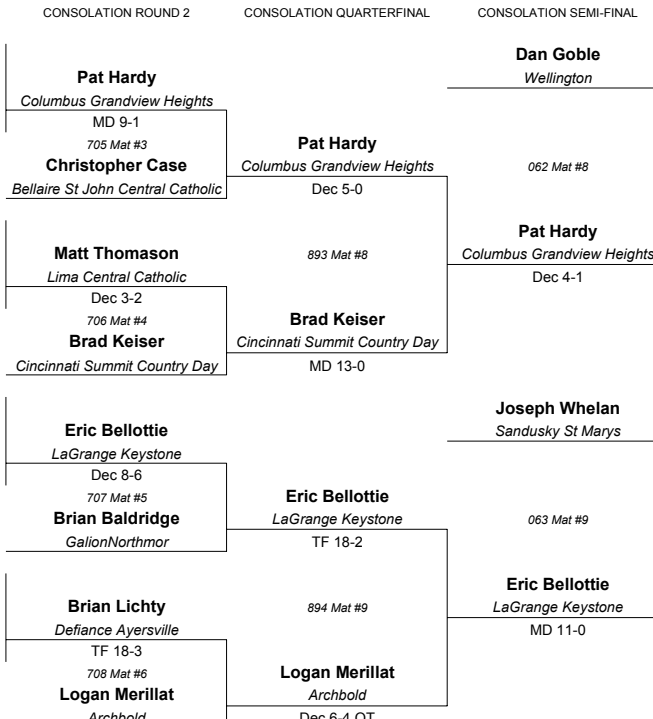 CONSOLATION ROUND 2
CONSOLATION QUARTERFINAL
CONSOLATION SEMI-FINAL
Pat Hardy
Columbus Grandview Heights
MD 9-1
705 Mat #3
Christopher Case
Bellaire St John Central Catholic
Matt Thomason
Lima Central Catholic
Dec 3-2
706 Mat #4
Brad Keiser
Cincinnati Summit Country Day
Eric Bellottie
LaGrange Keystone
Dec 8-6
707 Mat #5
Brian Baldridge
GalionNorthmor
Brian Lichty
Defiance Ayersville
TF 18-3
708 Mat #6
Logan Merillat
Archbold
Pat Hardy
Columbus Grandview Heights
Dec 5-0
893 Mat #8
Brad Keiser
Cincinnati Summit Country Day
MD 13-0
Eric Bellottie
LaGrange Keystone
TF 18-2
894 Mat #9
Logan Merillat
Archbold
Dec 6-4 OT
Dan Goble
Wellington
062 Mat #8
Pat Hardy
Columbus Grandview Heights
Dec 4-1
Joseph Whelan
Sandusky St Marys
063 Mat #9
Eric Bellottie
LaGrange Keystone
MD 11-0